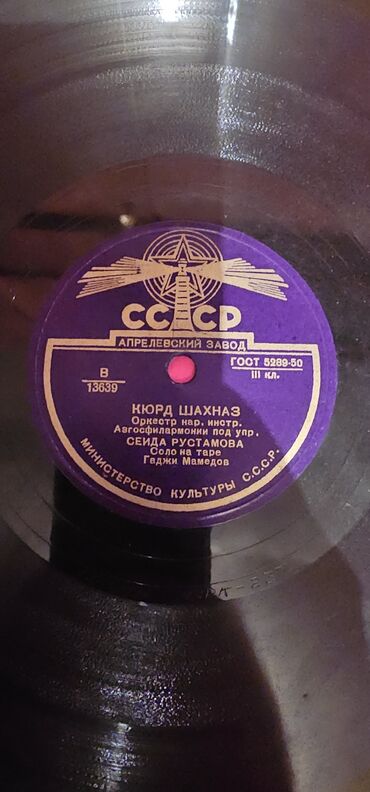 СССР
АПРЕЛЕВСКИЙ ЗАВОД
В
13639
ГОСТ 5289-50
III кл.
КЮРД ШАХНАЗ
Оркестр нар. инстр.
Азгосфилармонии под упр.
СЕИДА РУСТАМОВА
Соло на таре
Гаджи Мамедов
МИНИСТЕРСТВО КУЛЬТУРЫ С.С.С.Р.